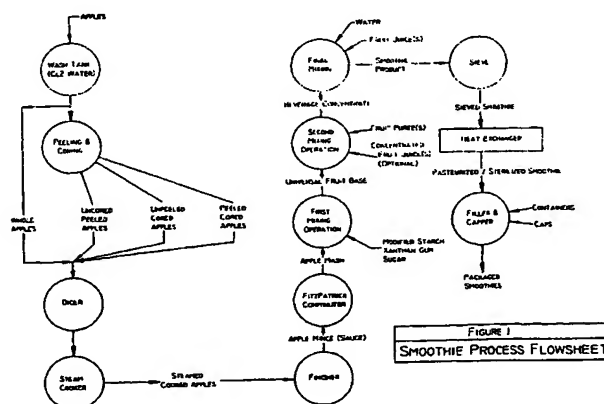 APPLES
WASH TANK
(CL2 WATER)
PEELING &
CORING
WHOLE
APPLES
UNCORED
PEELED
APPLES
UNPEELED
CORED
APPLES
PEELED
CORED
APPLES
DICER
STEAM
COOKER
STEAMED
COOKED APPLES
FINISHER
APPLE MINCE (SAUCE)
FITZPATRICK
COMMINUTOR
APPLE MASH
FIRST
MIXING
OPERATION
MODIFIED STARCH
XANTHAN GUM
SUGAR
UNIVERSAL FRUIT BASE
SECOND
MIXING
OPERATION
FRUIT PUREE(S)
CONCENTRATED
FRUIT JUICE(S)
(OPTIONAL)
BEVERAGE CONCENTRATE
FINAL
MIXING
WATER
FRUIT JUICE(S)
SMOOTHIE
PRODUCT
SIEVE
SIEVED SMOOTHIE
HEAT EXCHANGER
PASTEURIZED / STERILIZED SMOOTHIE
FILLER &
CAPPER
CONTAINERS
CAPS
PACKAGED
SMOOTHIES
FIGURE 1
SMOOTHIE PROCESS FLOWSHEET